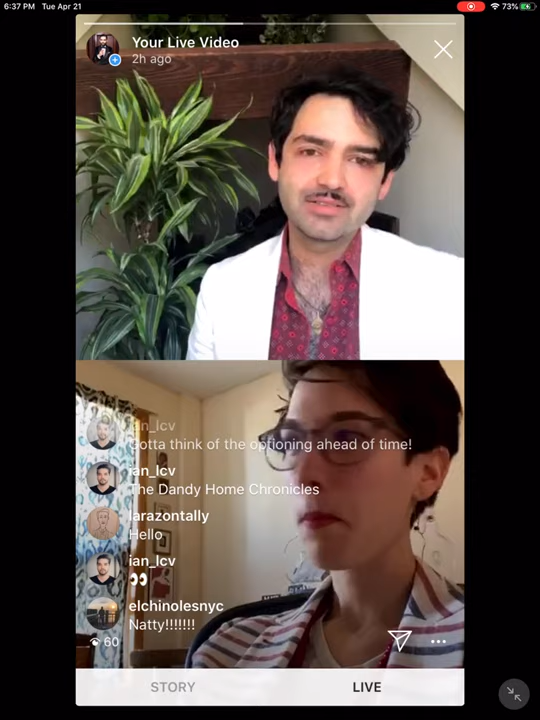 6:37 PM Tue Apr 21
73%
Your Live Video
2h ago
ian_lcv
Gotta think of the optioning ahead of time!
ian_lcv
The Dandy Home Chronicles
larazontally
Hello
ian_lcv
👀
elchinolesnyc
Natty!!!!!!!
60
STORY LIVE